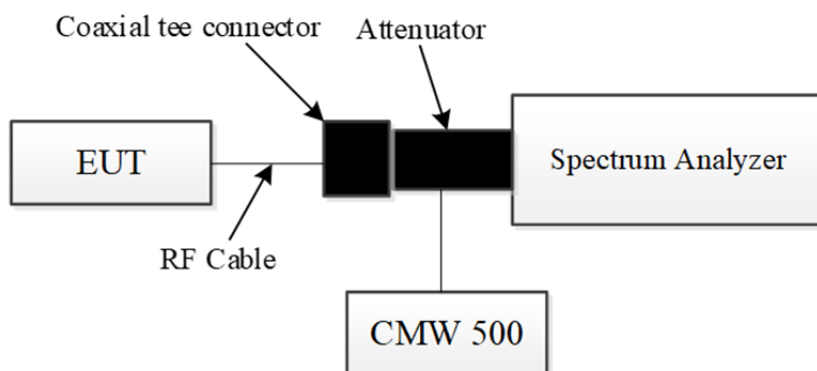 Coaxial tee connector
Attenuator
EUT
Spectrum Analyzer
RF Cable
CMW 500